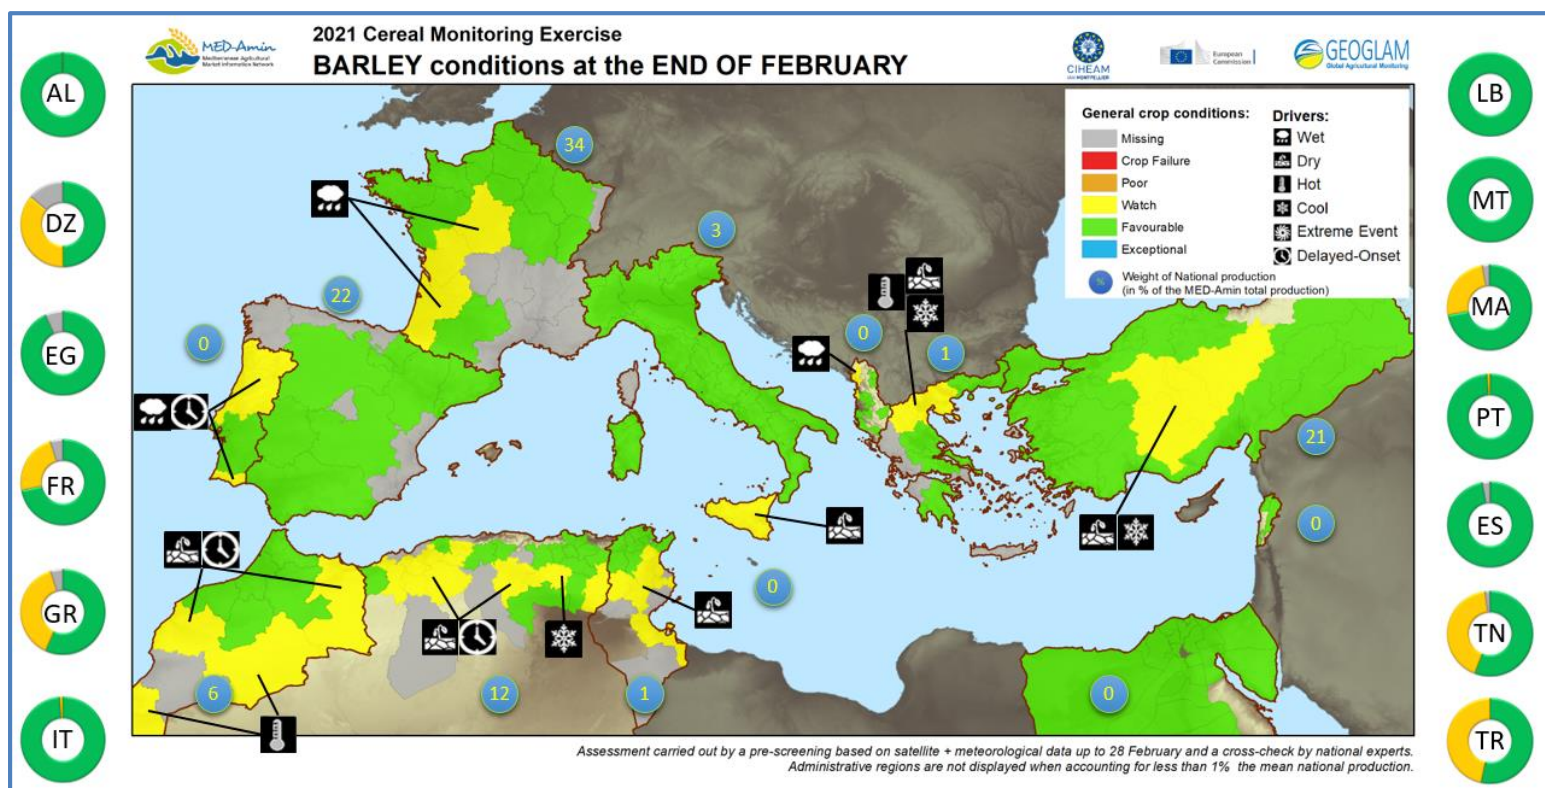 MED-Amin
Mediterranean Agricultural
Market Information Network
2021 Cereal Monitoring Exercise
BARLEY conditions at the END OF FEBRUARY
CIHEAM
European
Commission
GEOGLAM
Global Agricultural Monitoring
AL
DZ
EG
FR
GR
IT
LB
MT
MA
PT
ES
TN
TR
General crop conditions:
Missing
Crop Failure
Poor
Watch
Favourable
Exceptional
%
Weight of National production
(in % of the MED-Amin total production)
Drivers:
Wet
Dry
Hot
Cool
Extreme Event
Delayed-Onset
34
3
22
0
0
1
21
0
0
6
12
1
0
Assessment carried out by a pre-screening based on satellite + meteorological data up to 28 February and a cross-check by national experts.
Administrative regions are not displayed when accounting for less than 1% the mean national production.